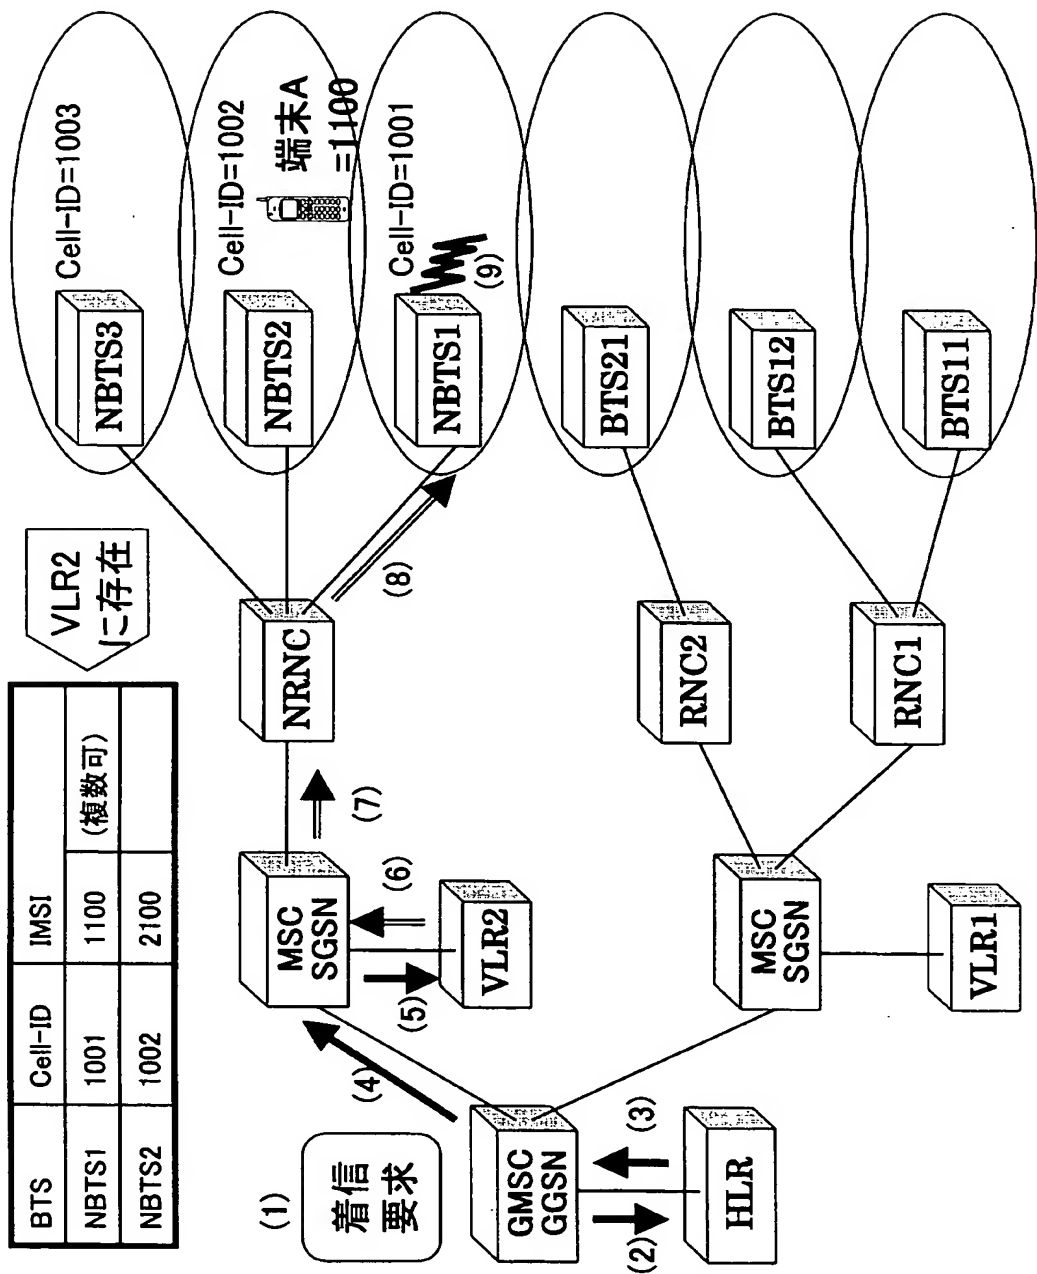 BTS Cell-ID IMSI
NBTS1 1001 1100 (複数可)
NBTS2 1002 2100
VLR2
に存在
(1)
着信
要求
GMSC
GGSN
(2)
(3)
HLR
(4)
MSC
SGSN
(5)
(6)
VLR2
(7)
NRNC
(8)
NBTS3
Cell-ID=1003
NBTS2
Cell-ID=1002
端末A
=1100
NBTS1
Cell-ID=1001
(9)
MSC
SGSN
VLR1
RNC2
RNC1
BTS21
BTS12
BTS11